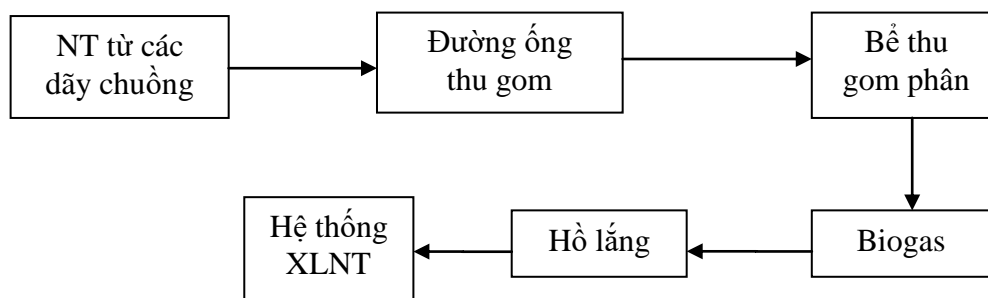 NT từ các
dãy chuồng
Đường ống
thu gom
Bể thu
gom phân
Biogas
Hồ lắng
Hệ thống
XLNT